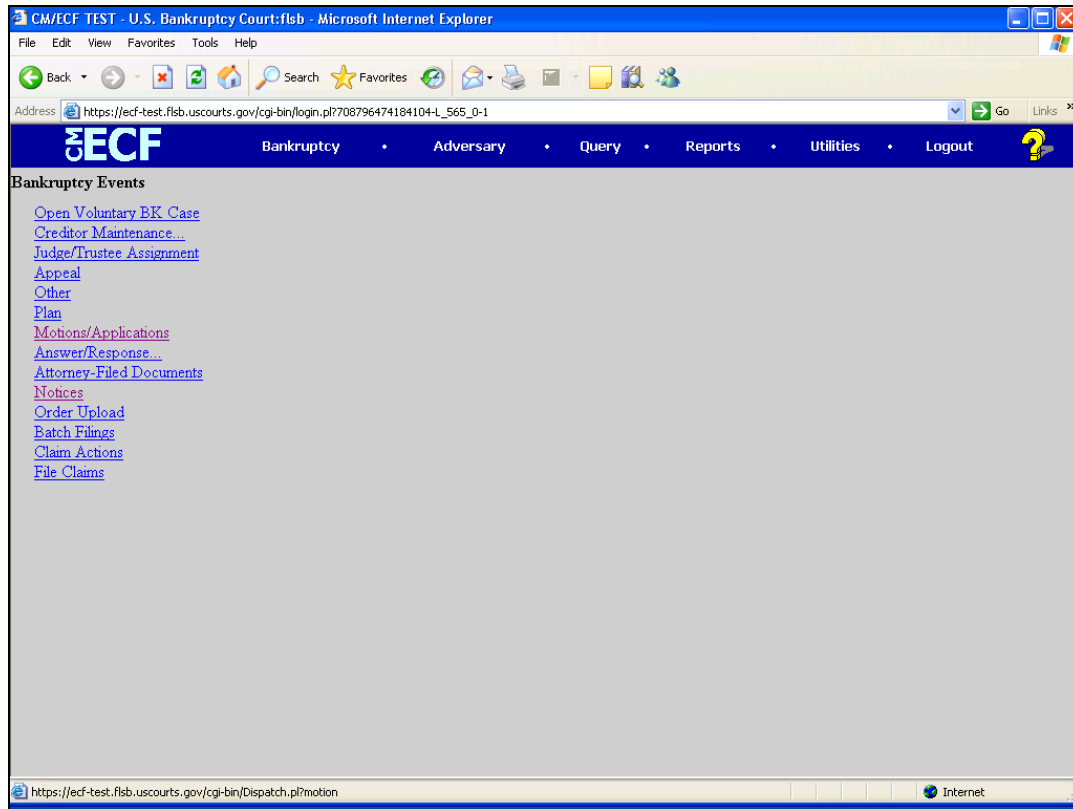 CM/ECF TEST - U.S. Bankruptcy Court:flsb - Microsoft Internet Explorer
File Edit View Favorites Tools Help
Back Search Favorites
Address https://ecf-test.flsb.uscourts.gov/cgi-bin/login.pl?708796474184104-L_565_0-1 Go Links »
CM ECF Bankruptcy • Adversary • Query • Reports • Utilities • Logout ?
Bankruptcy Events
Open Voluntary BK Case
Creditor Maintenance...
Judge/Trustee Assignment
Appeal
Other
Plan
Motions/Applications
Answer/Response...
Attorney-Filed Documents
Notices
Order Upload
Batch Filings
Claim Actions
File Claims
https://ecf-test.flsb.uscourts.gov/cgi-bin/Dispatch.pl?motion Internet